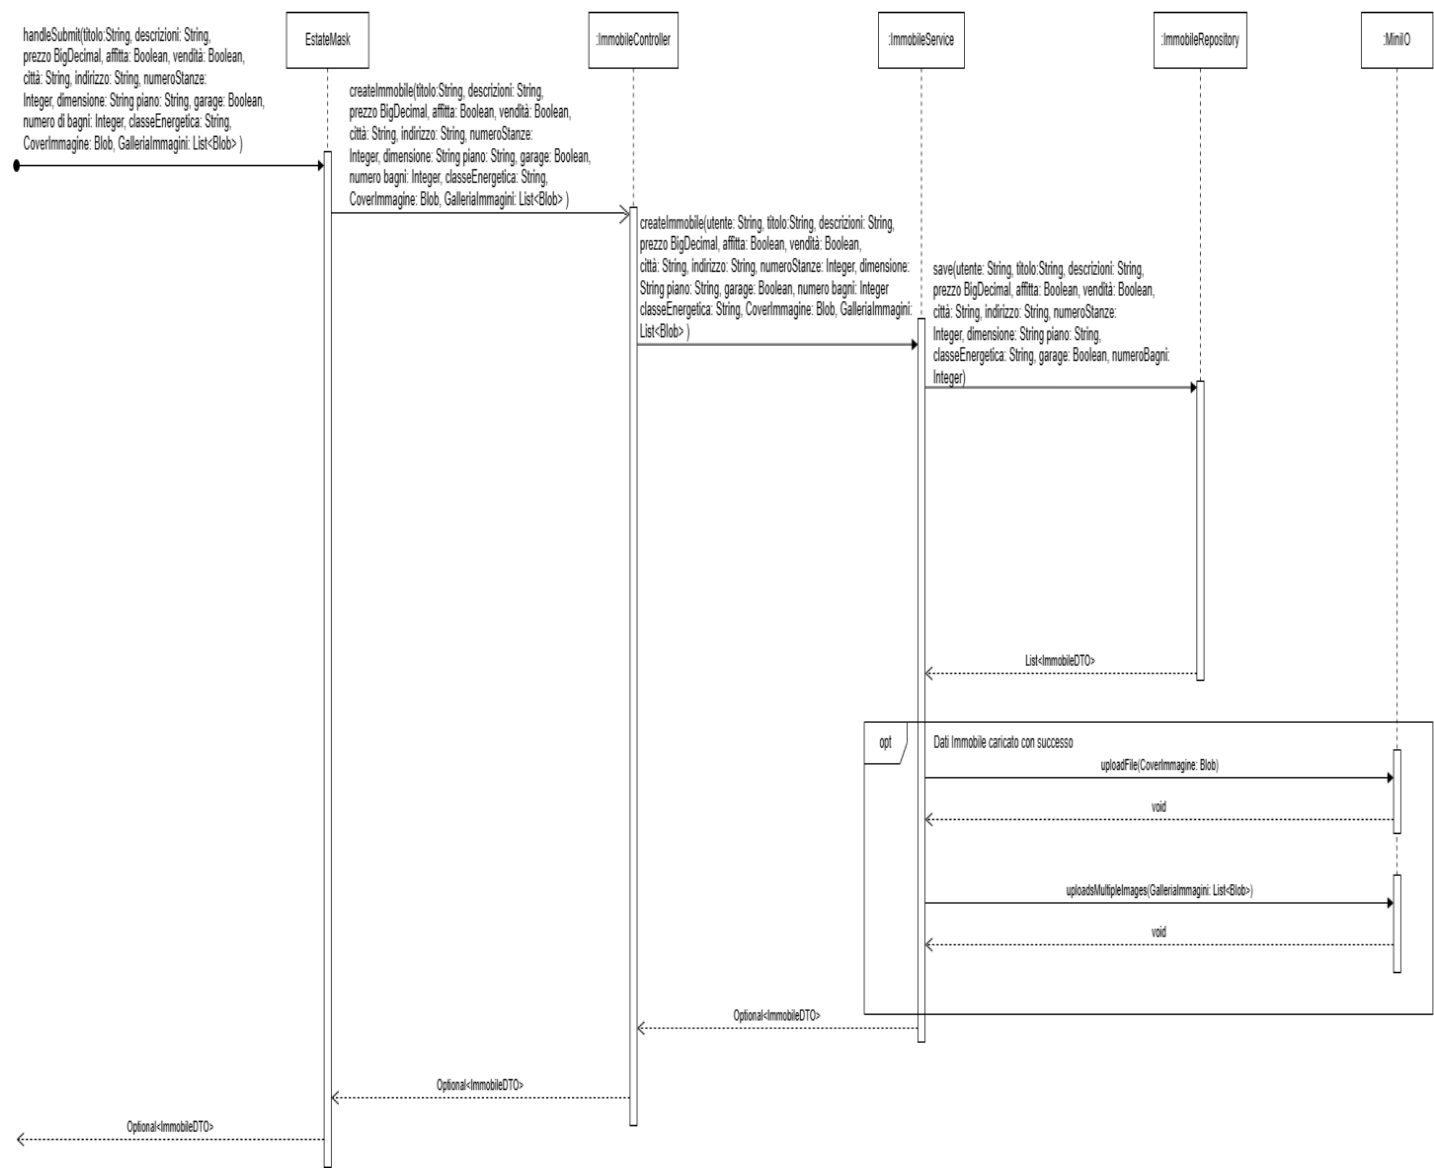 EstateMask
:ImmobileController
:ImmobileService
:ImmobileRepository
:MiniIO
handleSubmit(titolo:String, descrizioni: String,
prezzo BigDecimal, affitta: Boolean, vendità: Boolean,
città: String, indirizzo: String, numeroStanze:
Integer, dimensione: String piano: String, garage: Boolean,
numero di bagni: Integer, classeEnergetica: String,
CoverImmagine: Blob, GalleriaImmagini: List<Blob> )
createImmobile(titolo:String, descrizioni: String,
prezzo BigDecimal, affitta: Boolean, vendità: Boolean,
città: String, indirizzo: String, numeroStanze:
Integer, dimensione: String piano: String, garage: Boolean,
numero bagni: Integer, classeEnergetica: String,
CoverImmagine: Blob, GalleriaImmagini: List<Blob> )
createImmobile(utente: String, titolo:String, descrizioni: String,
prezzo BigDecimal, affitta: Boolean, vendità: Boolean,
città: String, indirizzo: String, numeroStanze: Integer, dimensione:
String piano: String, garage: Boolean, numero bagni: Integer
classeEnergetica: String, CoverImmagine: Blob, GalleriaImmagini:
List<Blob> )
save(utente: String, titolo:String, descrizioni: String,
prezzo BigDecimal, affitta: Boolean, vendità: Boolean,
città: String, indirizzo: String, numeroStanze:
Integer, dimensione: String piano: String,
classeEnergetica: String, garage: Boolean, numeroBagni:
Integer)
List<ImmobileDTO>
opt
Dati Immobile caricato con successo
uploadFile(CoverImmagine: Blob)
void
uploadsMultipleImages(GalleriaImmagini: List<Blob>)
void
Optional<ImmobileDTO>
Optional<ImmobileDTO>
Optional<ImmobileDTO>